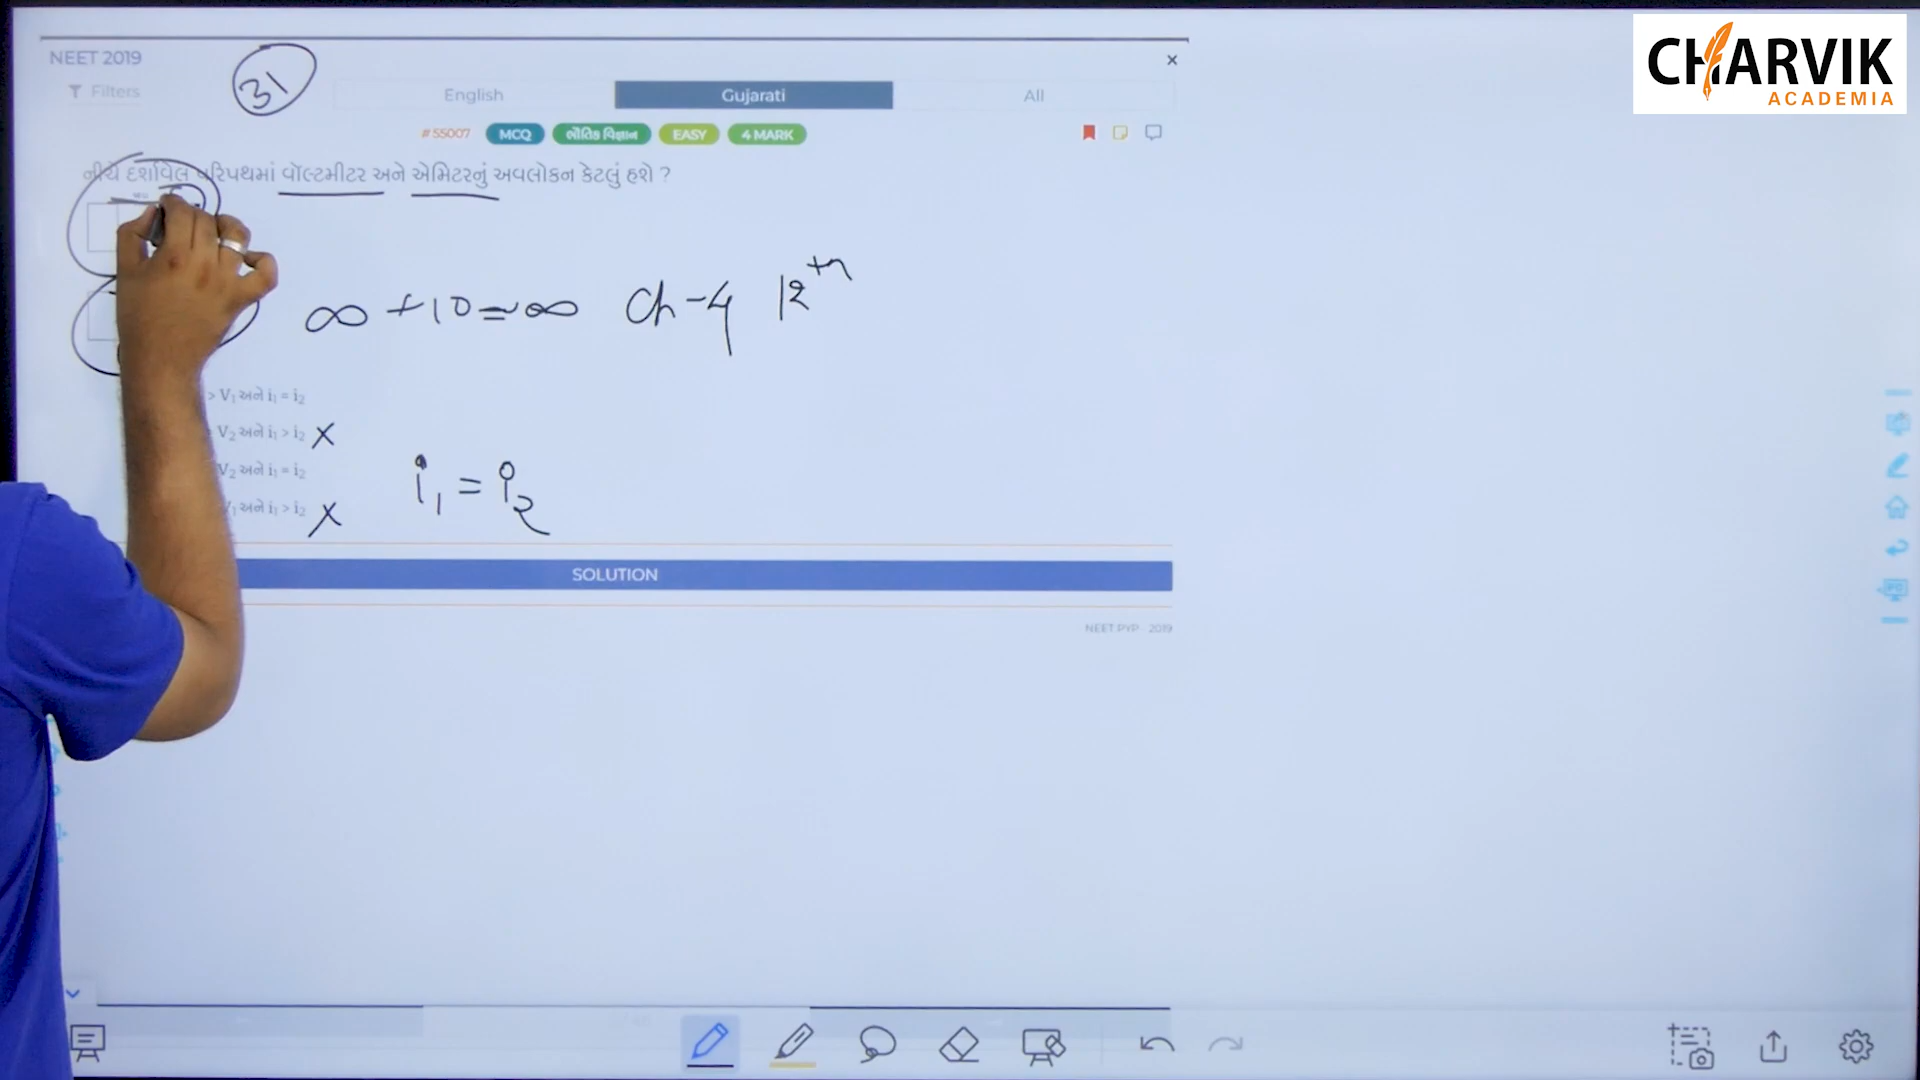 CHARVIK
ACADEMIA
NEET 2019
31
Filters
English
Gujarati
All
#55007
MCQ
ભૌતિક વિજ્ઞાન
EASY
4 MARK
નીચે દર્શાવેલ પરિપથમાં વૉલ્ટમીટર અને એમિટરનું અવલોકન કેટલું હશે ?
∞ + 10 = ∞ Ch-4 12th
> V₁ અને i₁ = i₂
V₂ અને i₁ > i₂ X
V₂ અને i₁ = i₂
V₁ અને i₁ > i₂ X
i₁ = i₂
SOLUTION
NEET PYP - 2019